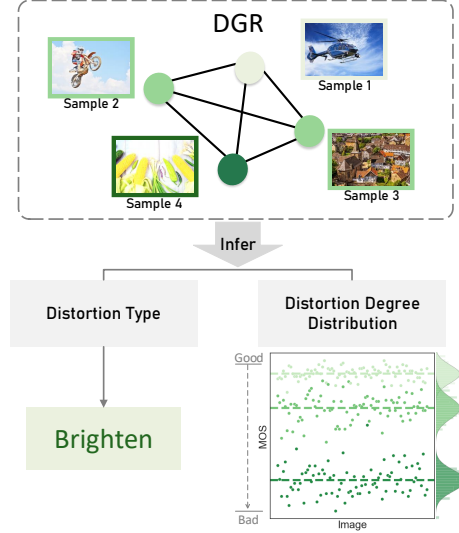 DGR
Sample 1
Sample 2
Sample 3
Sample 4
Infer
Distortion Type
Distortion Degree
Distribution
Brighten
Good
MOS
Bad
Image